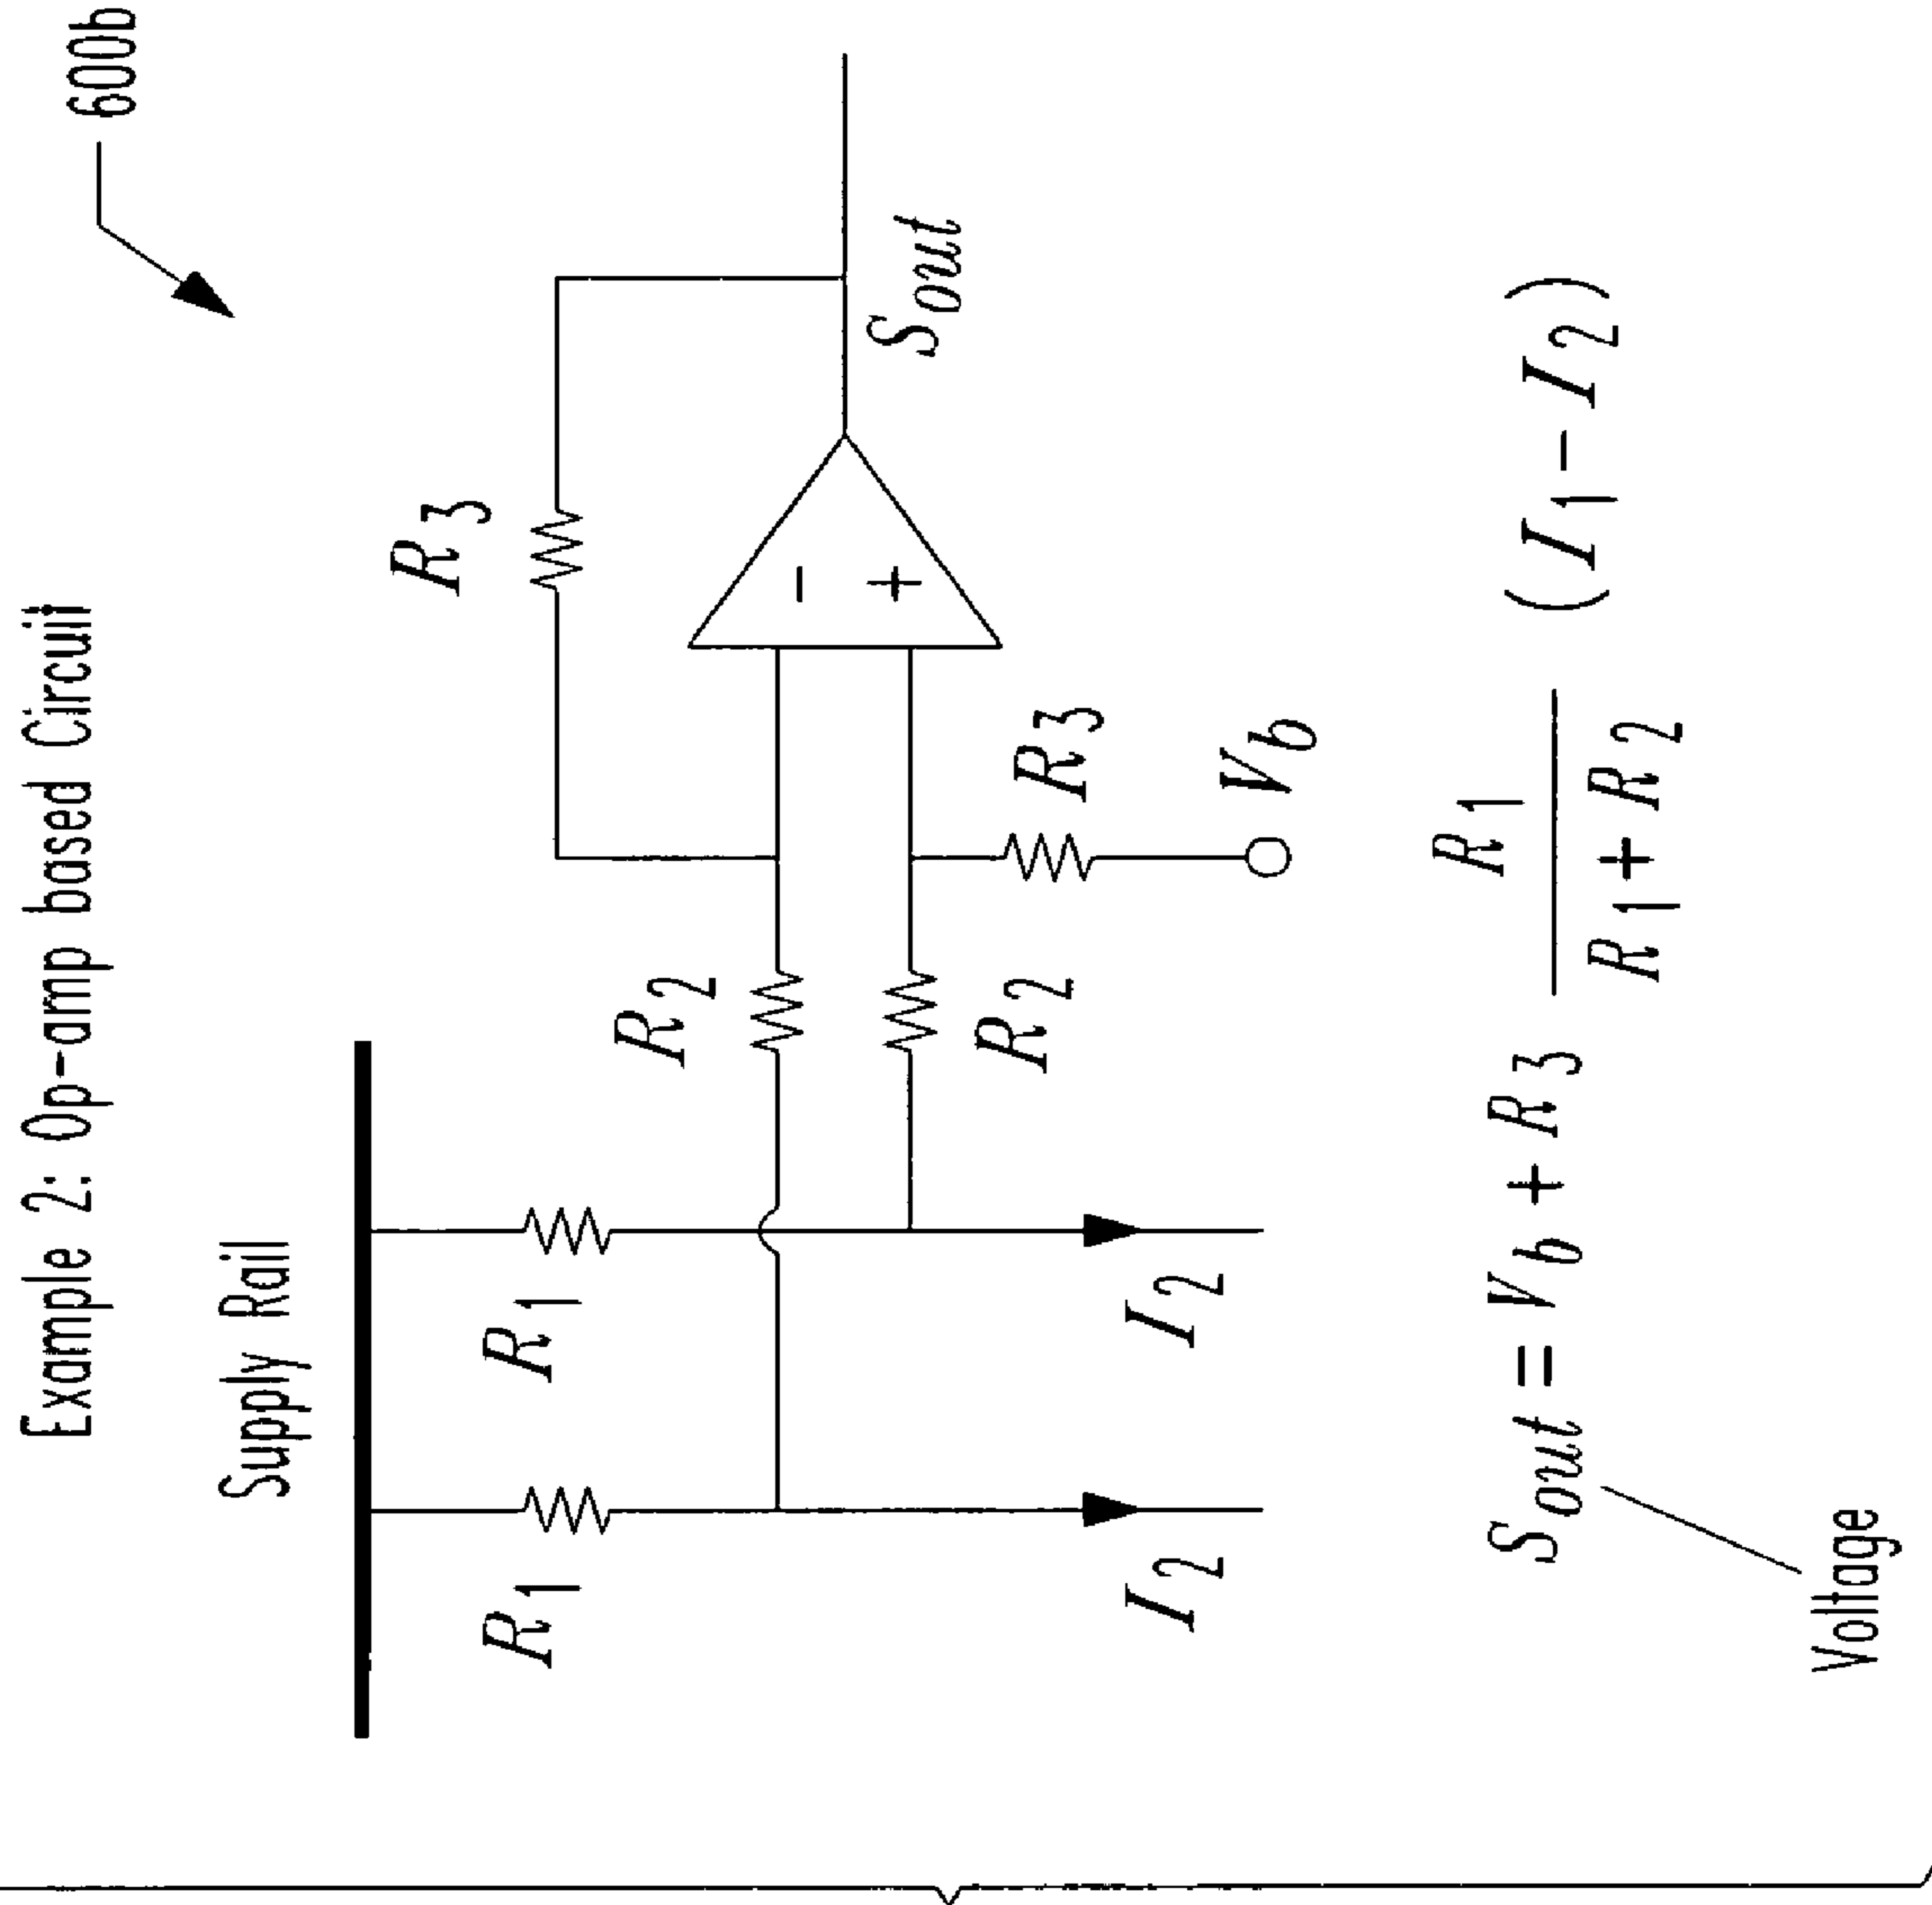 600b
Example 2: Op-amp based Circuit
Supply Rail
R3
R1
R1
R2
−
+
Sout
R2
R3
I2
I2
Vb
Sout = Vb + R3 R1 / R1 + R2 (I1 − I2)
Voltage